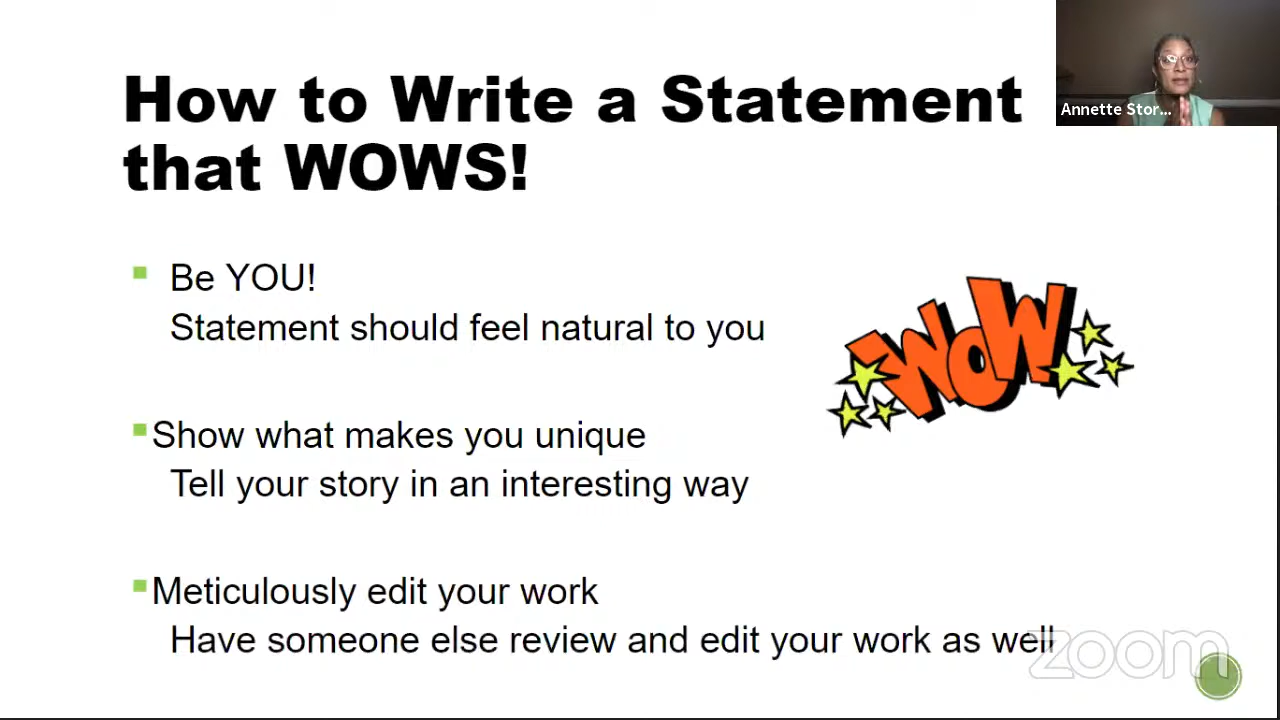 How to Write a Statement
that WOWS!
Annette Stor...
Be YOU!
Statement should feel natural to you
WOW
Show what makes you unique
Tell your story in an interesting way
Meticulously edit your work
Have someone else review and edit your work as well
zoom